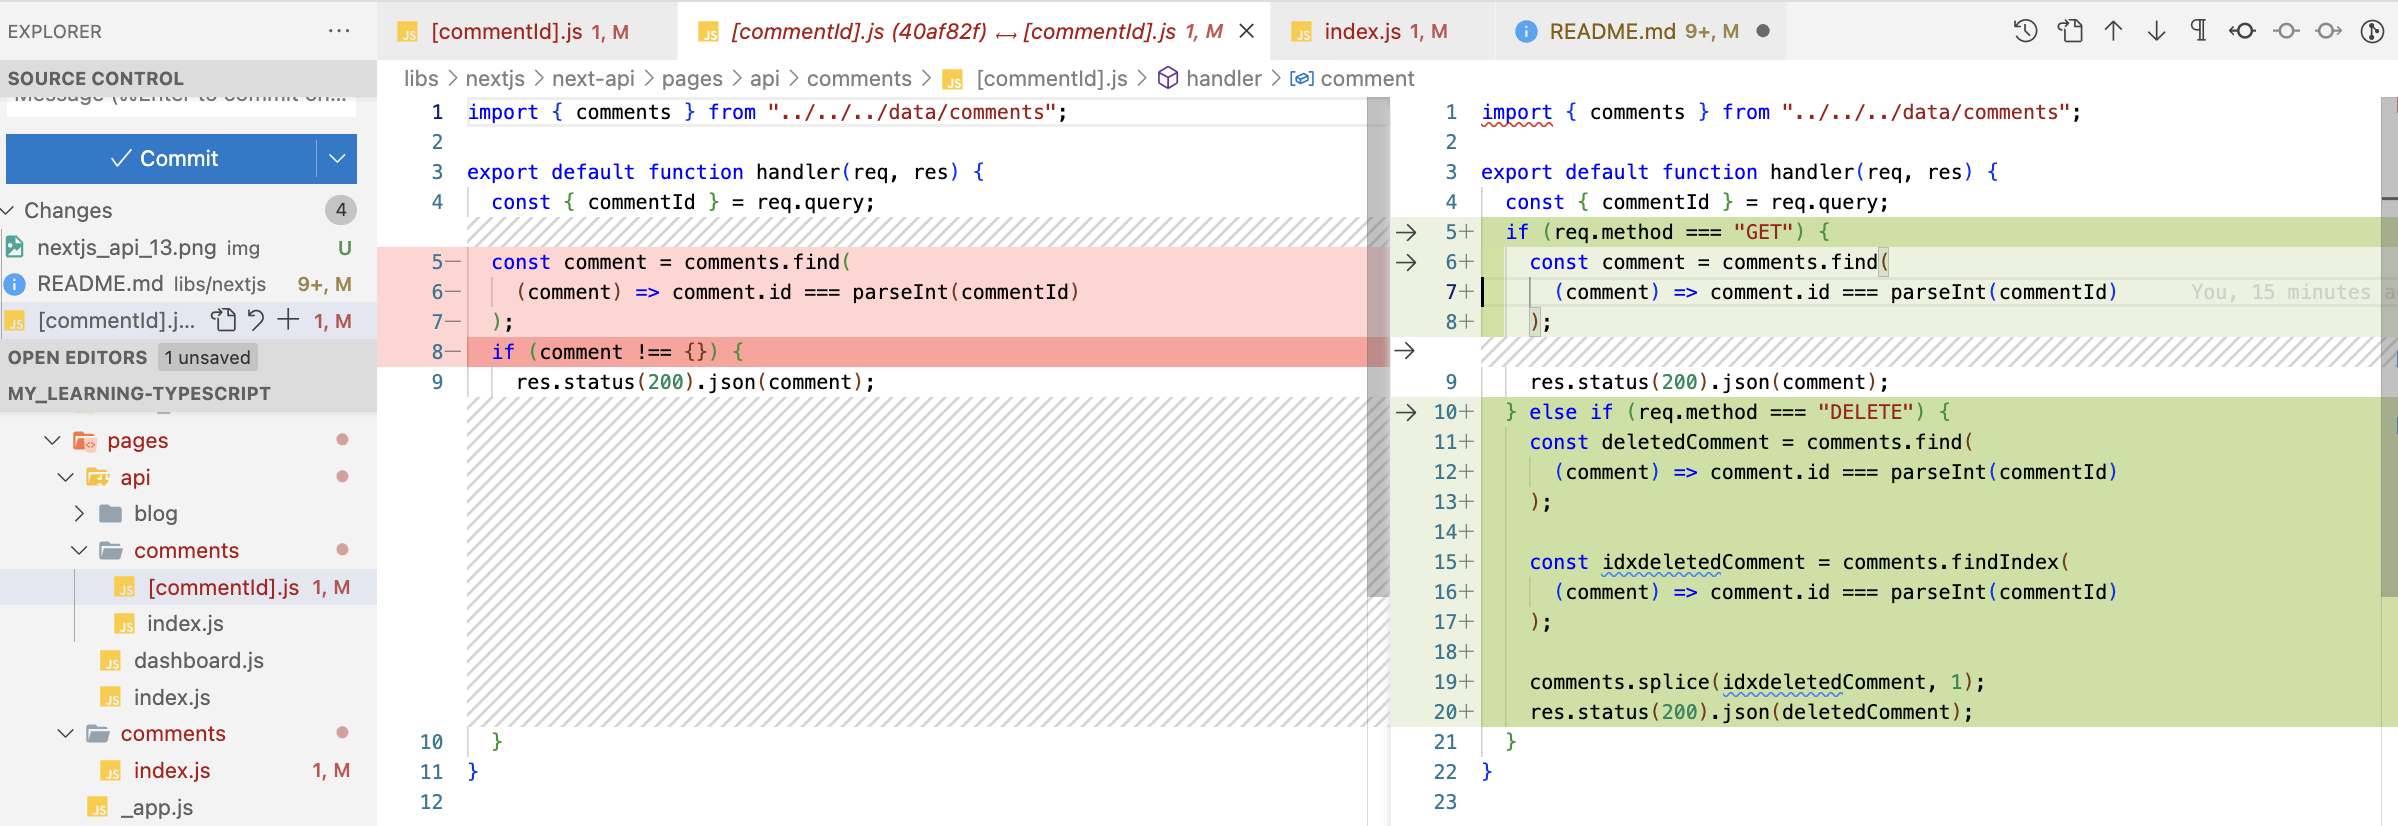 EXPLORER
SOURCE CONTROL
Commit
Changes 4
nextjs_api_13.png img U
README.md libs/nextjs 9+, M
[commentId].j... 1, M
OPEN EDITORS 1 unsaved
MY_LEARNING-TYPESCRIPT
pages
api
blog
comments
[commentId].js 1, M
index.js
dashboard.js
index.js
comments
index.js 1, M
_app.js
[commentId].js 1, M
[commentId].js (40af82f) ↔ [commentId].js 1, M
index.js 1, M
README.md 9+, M
libs > nextjs > next-api > pages > api > comments > [commentId].js > handler > comment
1 import { comments } from "../../../data/comments";
2
3 export default function handler(req, res) {
4 const { commentId } = req.query;
5− const comment = comments.find(
6− (comment) => comment.id === parseInt(commentId)
7− );
8− if (comment !== {}) {
9 res.status(200).json(comment);
10 }
11 }
12
1 import { comments } from "../../../data/comments";
2
3 export default function handler(req, res) {
4 const { commentId } = req.query;
5+ if (req.method === "GET") {
6+ const comment = comments.find(
7+ (comment) => comment.id === parseInt(commentId) You, 15 minutes
8+ );
9 res.status(200).json(comment);
10+ } else if (req.method === "DELETE") {
11+ const deletedComment = comments.find(
12+ (comment) => comment.id === parseInt(commentId)
13+ );
14+
15+ const idxdeletedComment = comments.findIndex(
16+ (comment) => comment.id === parseInt(commentId)
17+ );
18+
19+ comments.splice(idxdeletedComment, 1);
20+ res.status(200).json(deletedComment);
21 }
22 }
23